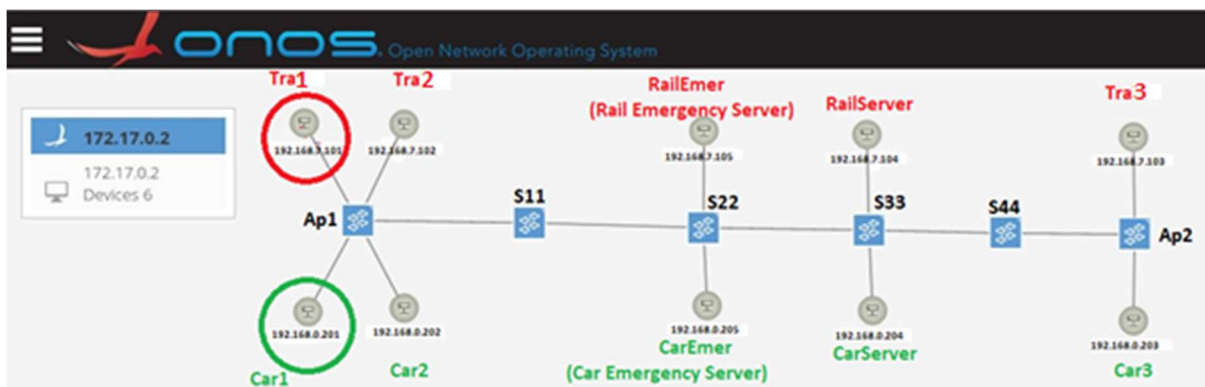 ONOS. Open Network Operating System
172.17.0.2
172.17.0.2
Devices 6
Tra1
Tra2
RailEmer
(Rail Emergency Server)
RailServer
Tra3
192.168.7.101
192.168.7.102
192.168.7.105
192.168.7.104
192.168.7.103
Ap1
S11
S22
S33
S44
Ap2
192.168.0.201
192.168.0.202
192.168.0.205
192.168.0.204
192.168.0.203
Car1
Car2
CarEmer
(Car Emergency Server)
CarServer
Car3